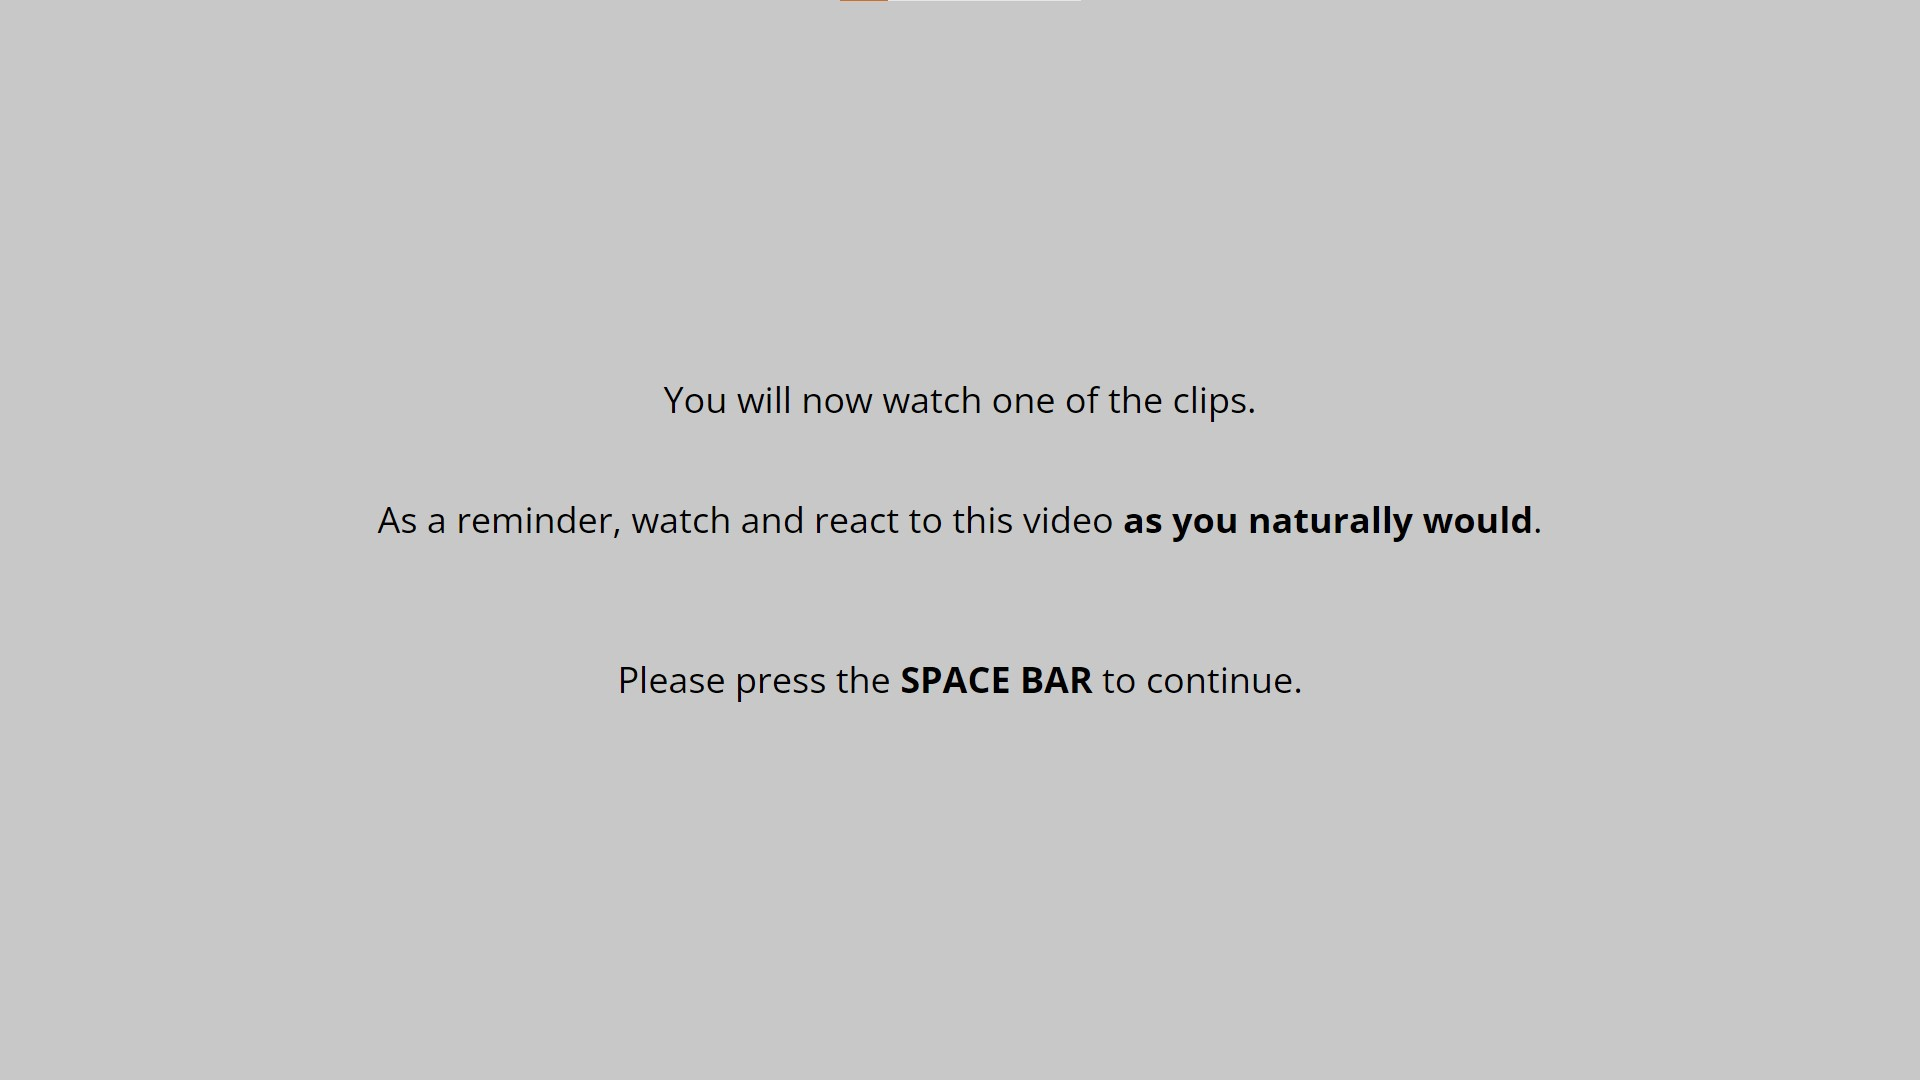 You will now watch one of the clips.
As a reminder, watch and react to this video as you naturally would.
Please press the SPACE BAR to continue.